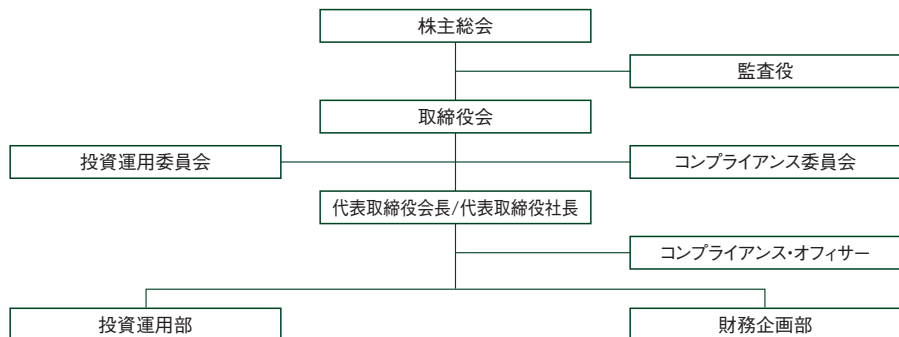 株主総会
監査役
取締役会
投資運用委員会
コンプライアンス委員会
代表取締役会長/代表取締役社長
コンプライアンス・オフィサー
投資運用部
財務企画部